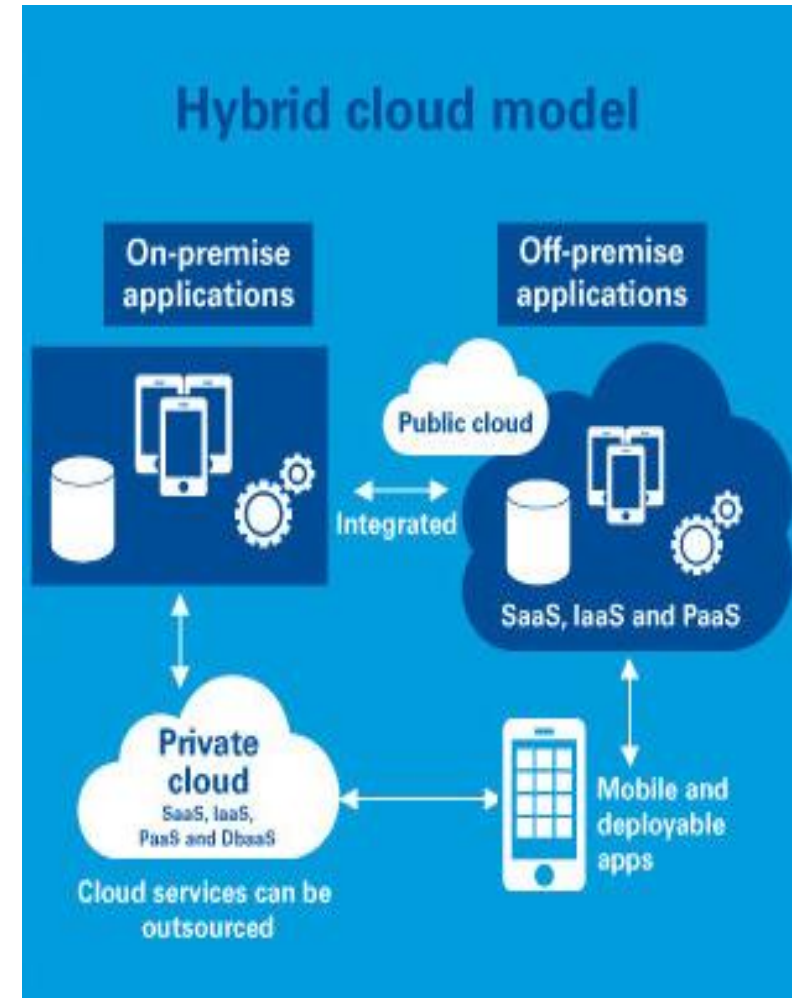 Hybrid cloud model
On-premise
applications
Off-premise
applications
Public cloud
Integrated
SaaS, IaaS and PaaS
Private
cloud
SaaS, IaaS,
PaaS and DbaaS
Cloud services can be
outsourced
Mobile and
deployable
apps